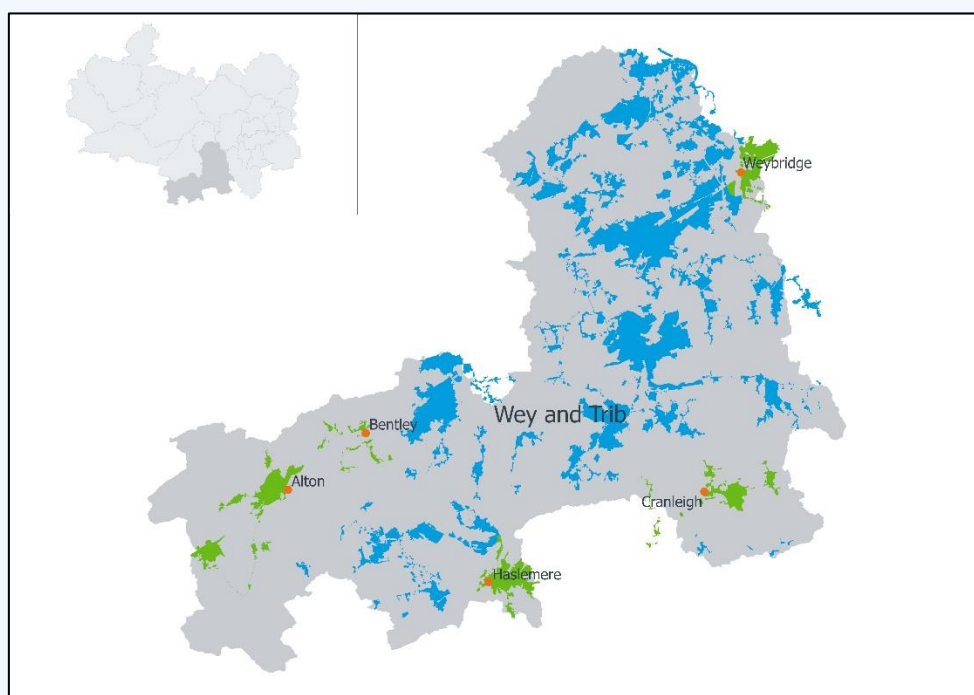 Weybridge
Wey and Trib
Bentley
Alton
Cranleigh
Haslemere